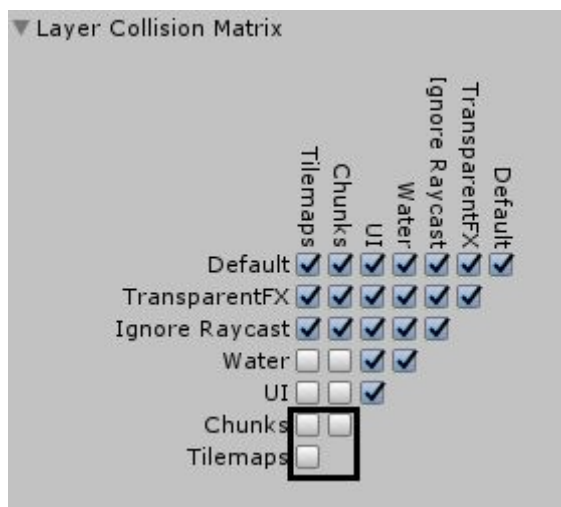 Layer Collision Matrix
Tilemaps
Chunks
UI
Water
Ignore Raycast
TransparentFX
Default
Default
TransparentFX
Ignore Raycast
Water
UI
Chunks
Tilemaps